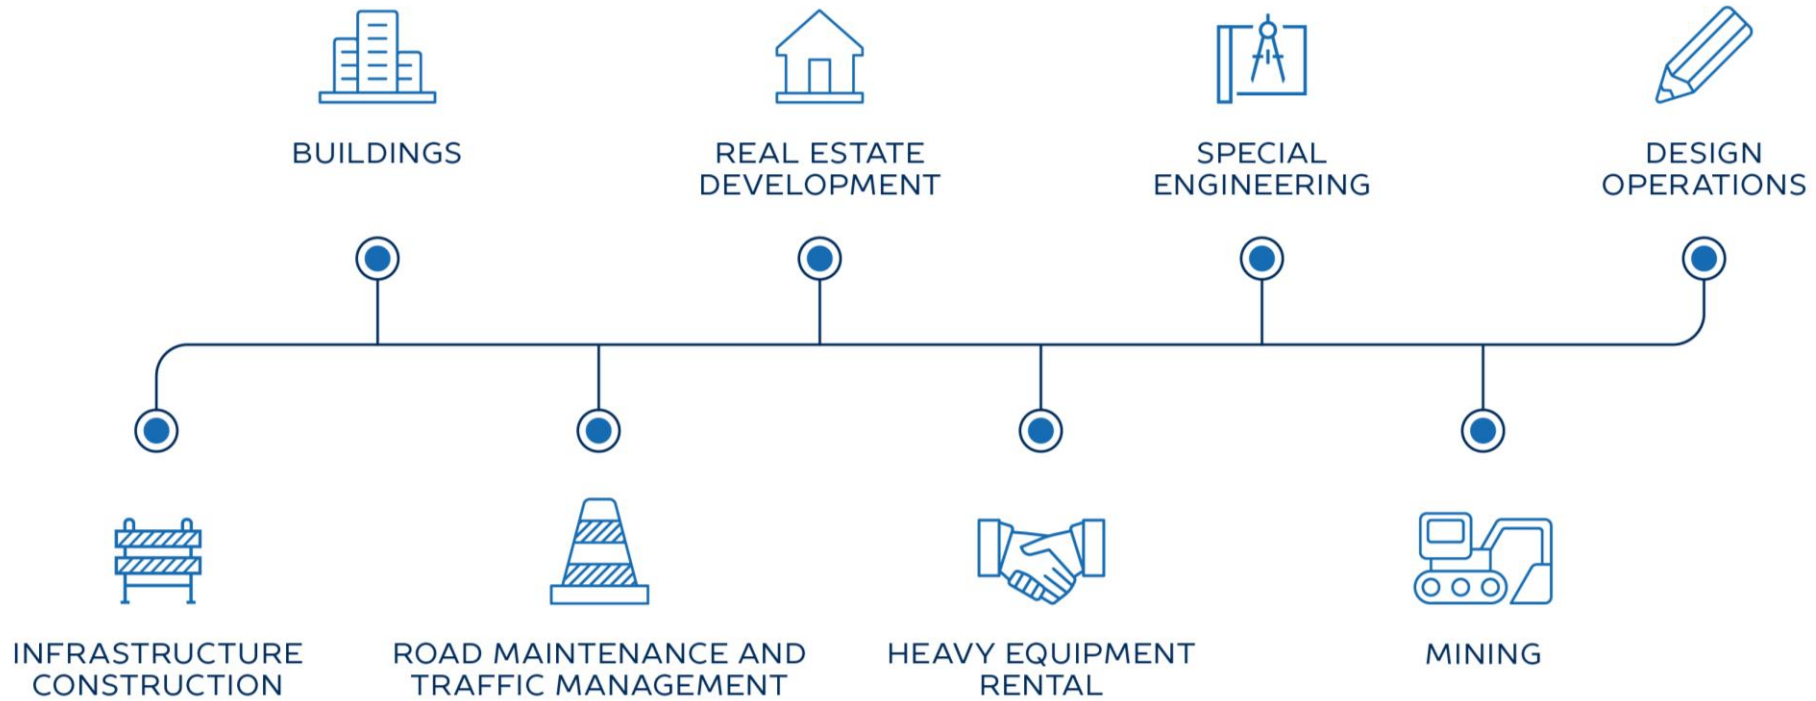 BUILDINGS
REAL ESTATE
DEVELOPMENT
SPECIAL
ENGINEERING
DESIGN
OPERATIONS
INFRASTRUCTURE
CONSTRUCTION
ROAD MAINTENANCE AND
TRAFFIC MANAGEMENT
HEAVY EQUIPMENT
RENTAL
MINING